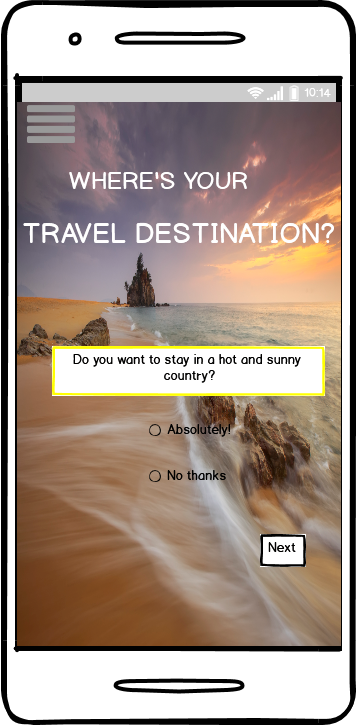 10:14
WHERE'S YOUR
TRAVEL DESTINATION?
Do you want to stay in a hot and sunny
country?
Absolutely!
No thanks
Next